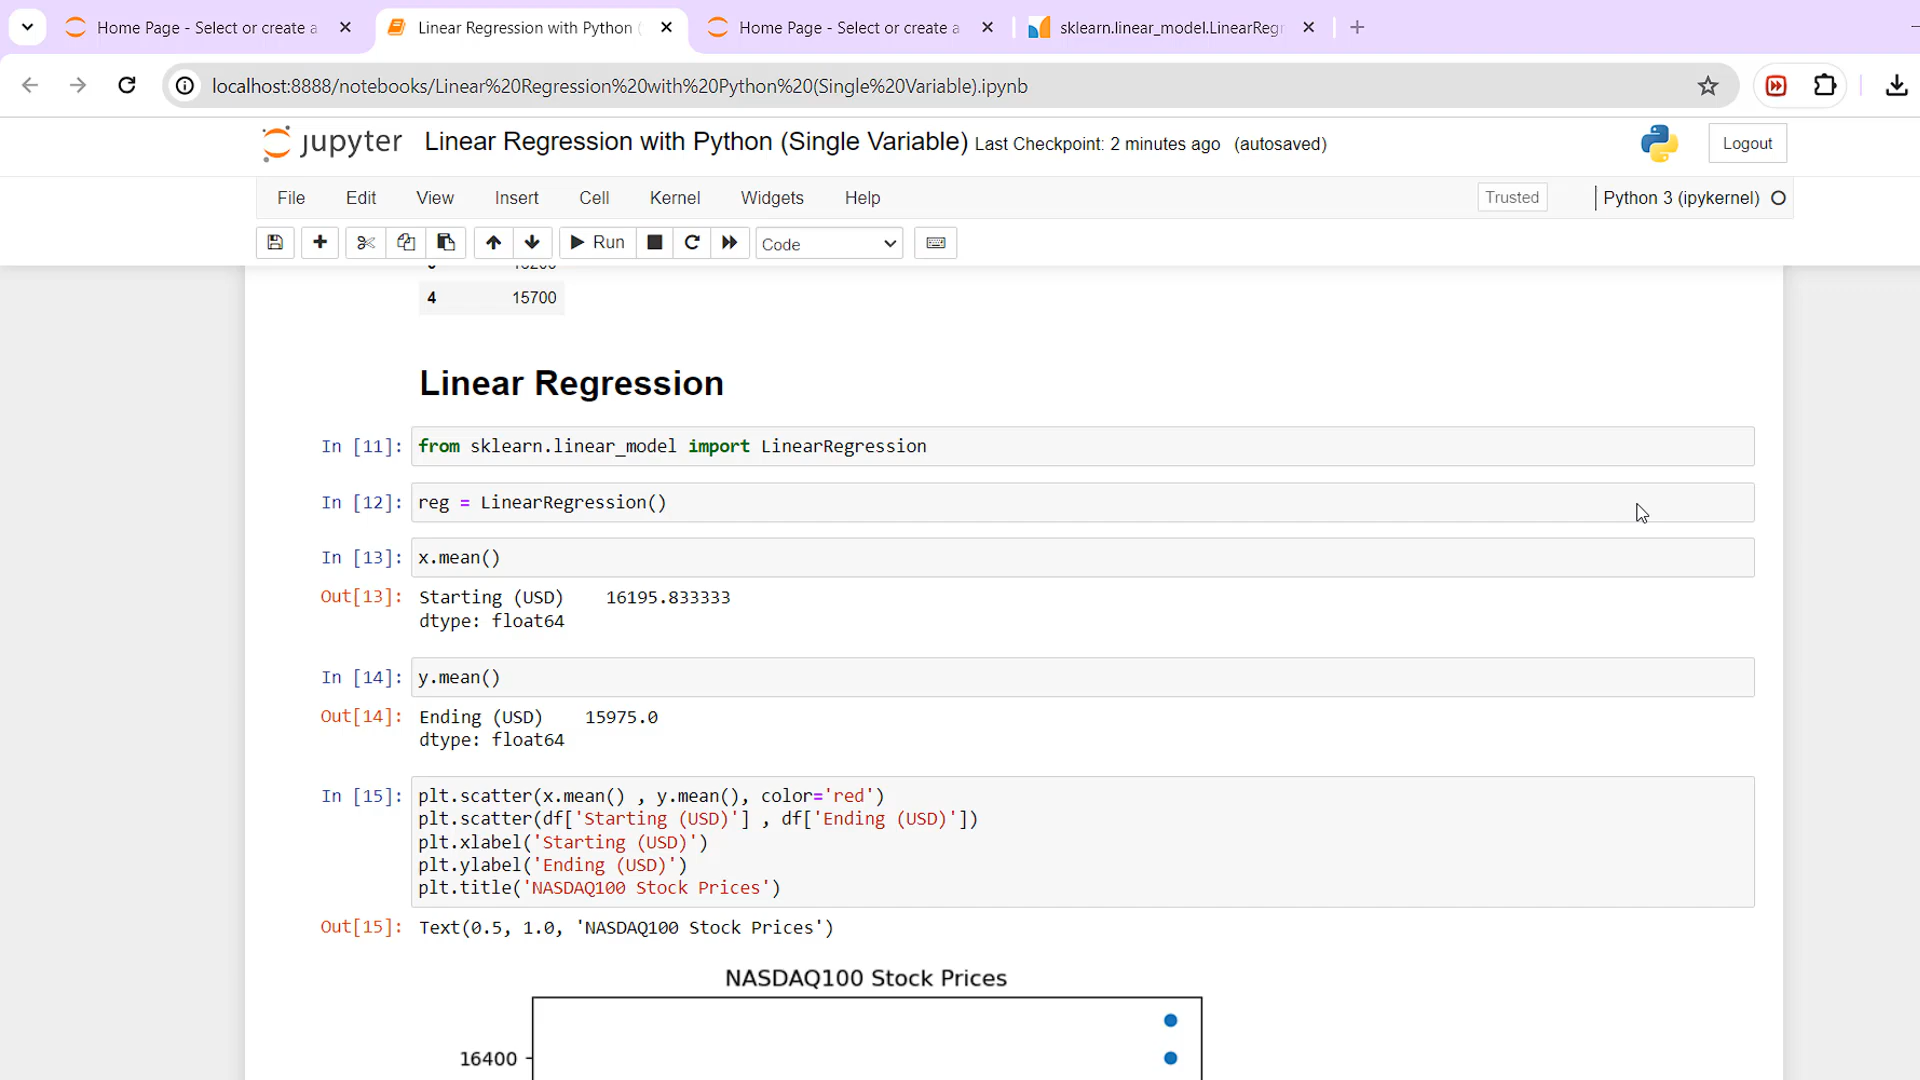 Home Page - Select or create a
Linear Regression with Python (
Home Page - Select or create a
sklearn.linear_model.LinearRegr
localhost:8888/notebooks/Linear%20Regression%20with%20Python%20(Single%20Variable).ipynb
jupyter Linear Regression with Python (Single Variable) Last Checkpoint: 2 minutes ago (autosaved)
Logout
File Edit View Insert Cell Kernel Widgets Help
Trusted
Python 3 (ipykernel)
Run
Code
4 15700
Linear Regression
In [11]: from sklearn.linear_model import LinearRegression
In [12]: reg = LinearRegression()
In [13]: x.mean()
Out[13]: Starting (USD) 16195.833333
dtype: float64
In [14]: y.mean()
Out[14]: Ending (USD) 15975.0
dtype: float64
In [15]: plt.scatter(x.mean() , y.mean(), color='red')
plt.scatter(df['Starting (USD)'] , df['Ending (USD)'])
plt.xlabel('Starting (USD)')
plt.ylabel('Ending (USD)')
plt.title('NASDAQ100 Stock Prices')
Out[15]: Text(0.5, 1.0, 'NASDAQ100 Stock Prices')
NASDAQ100 Stock Prices
16400